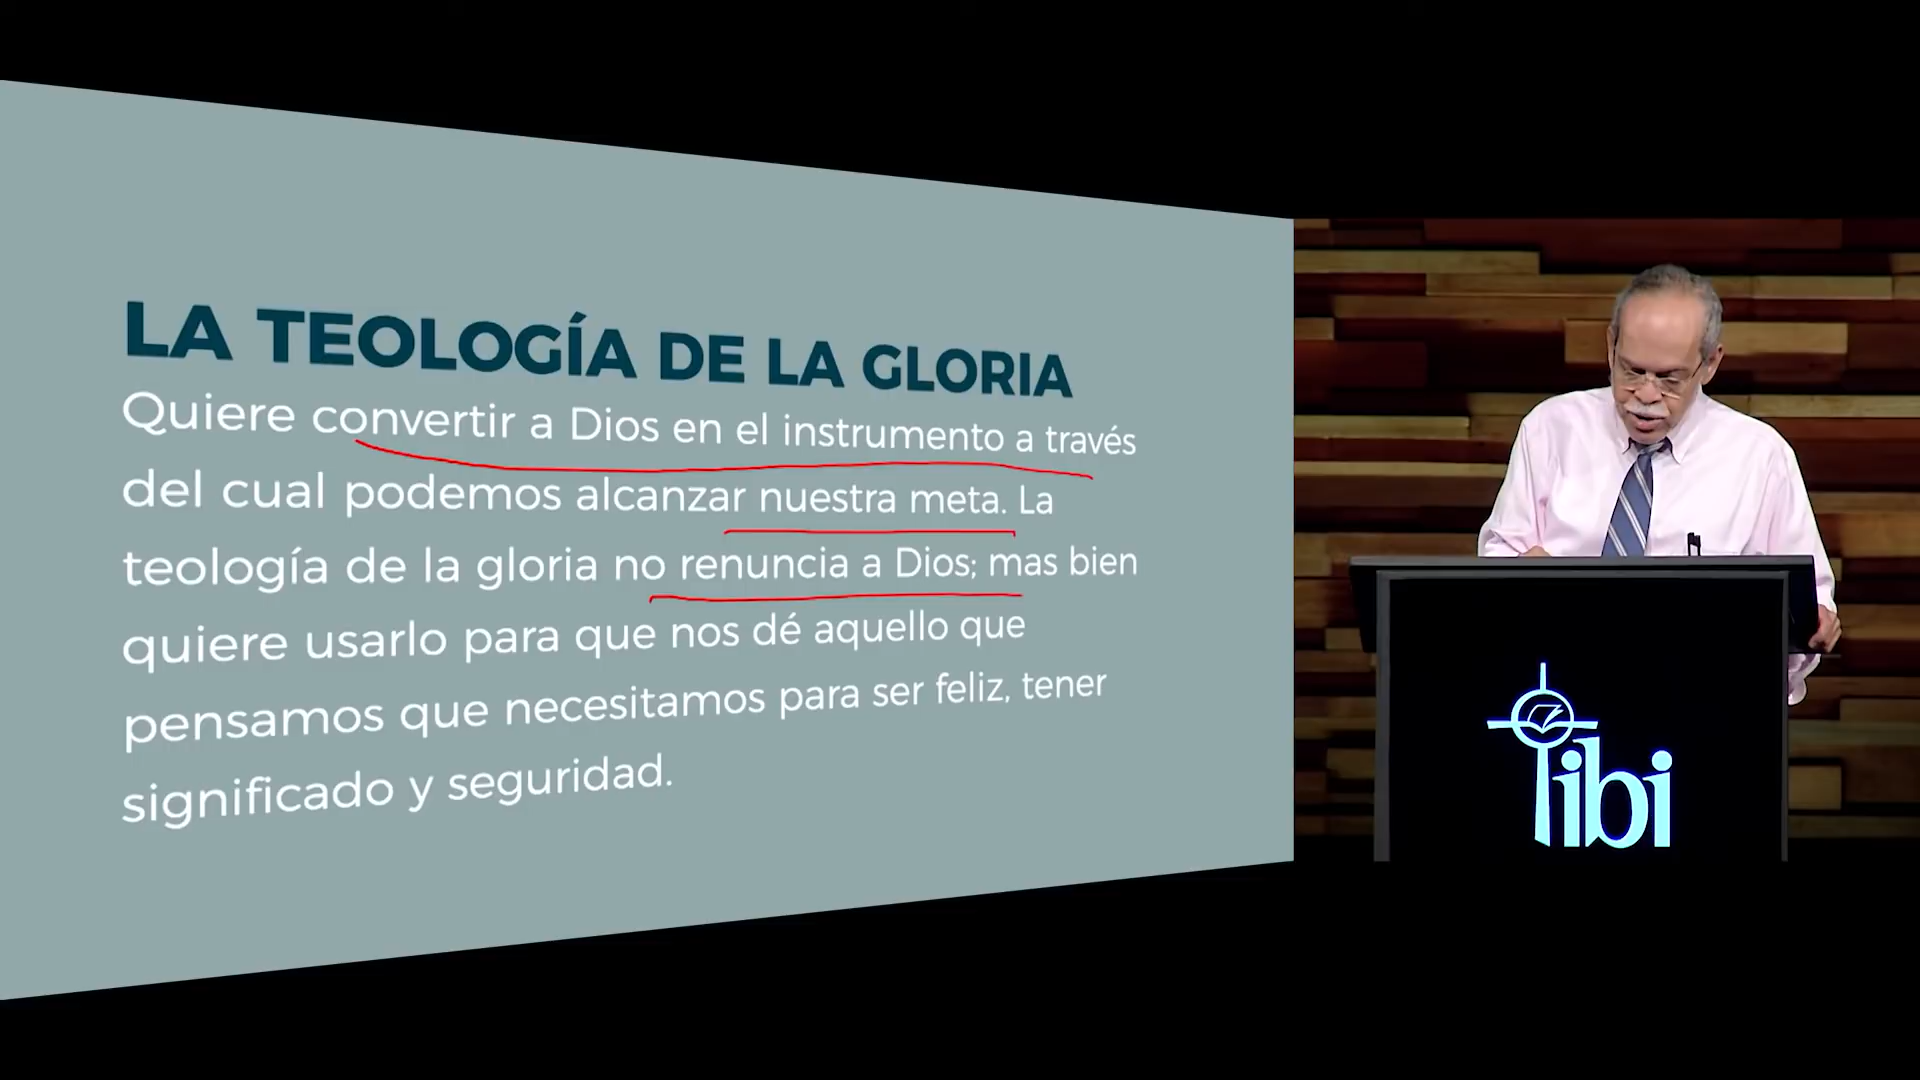 LA TEOLOGÍA DE LA GLORIA
Quiere convertir a Dios en el instrumento a través
del cual podemos alcanzar nuestra meta. La
teología de la gloria no renuncia a Dios; mas bien
quiere usarlo para que nos dé aquello que
pensamos que necesitamos para ser feliz, tener
significado y seguridad.
ibi